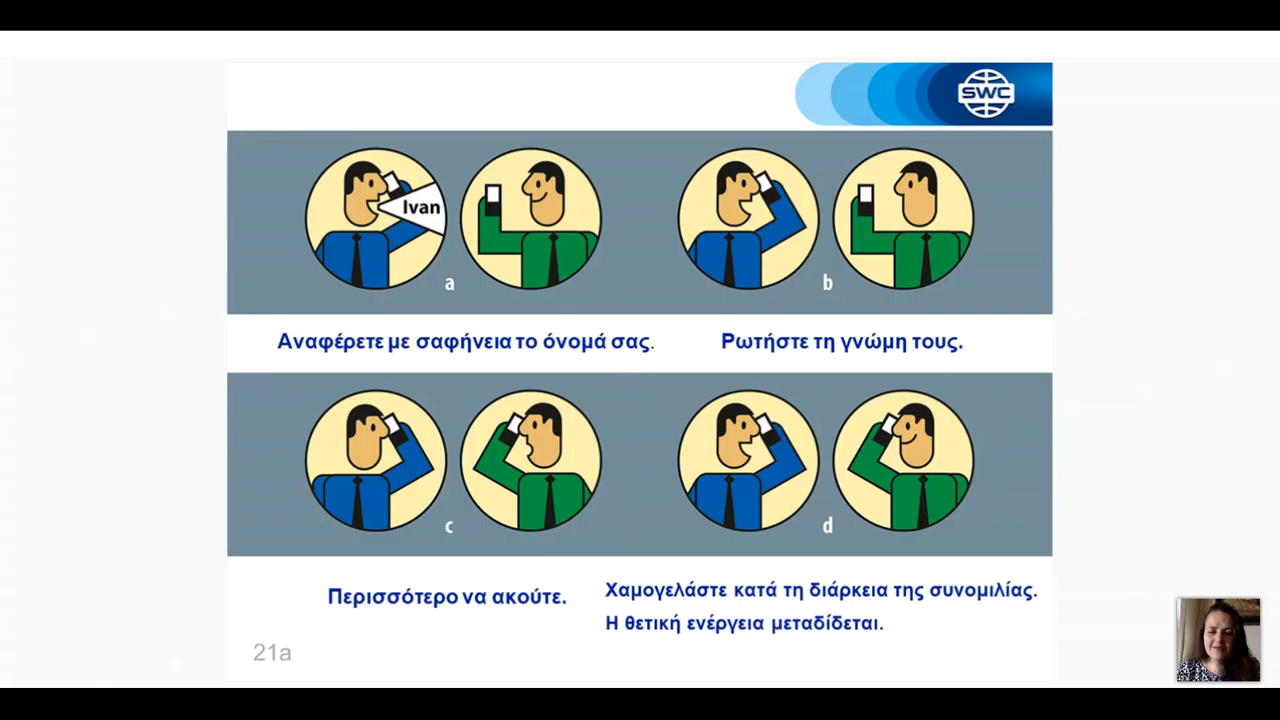 SWC
Ivan
a
b
Αναφέρετε με σαφήνεια το όνομά σας.
Ρωτήστε τη γνώμη τους.
c
d
Περισσότερο να ακούτε.
Χαμογελάστε κατά τη διάρκεια της συνομιλίας.
Η θετική ενέργεια μεταδίδεται.
21a